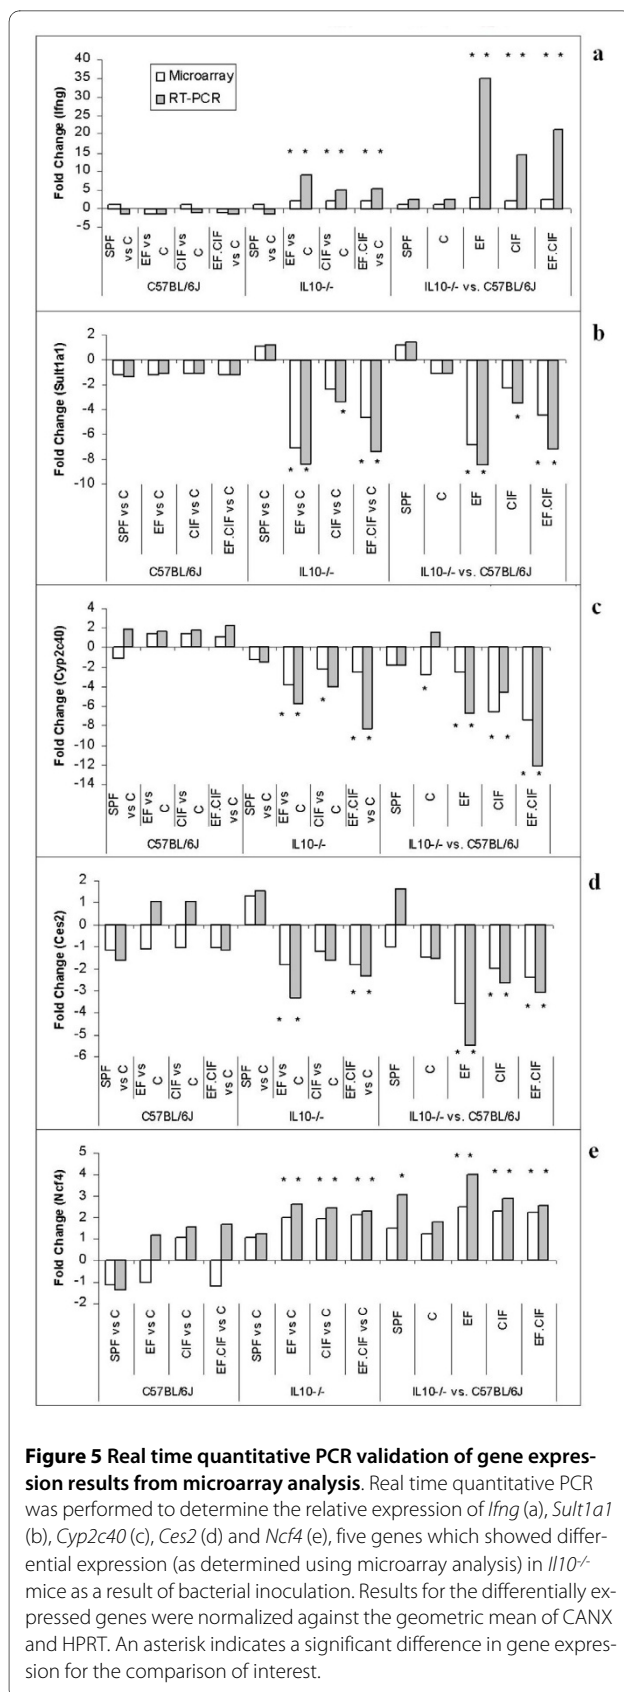 a
Fold Change (Ifng)
40
35
30
25
20
15
10
5
0
-5
Microarray
RT-PCR
* * * * * *
* * * * * *
SPF vs C
EF vs C
CIF vs C
EF.CIF vs C
SPF vs C
EF vs C
CIF vs C
EF.CIF vs C
SPF
C
EF
CIF
EF.CIF
C57BL/6J
IL10-/-
IL10-/- vs. C57BL/6J
b
Fold Change (Sult1a1)
2
0
-2
-4
-6
-8
-10
* * * * * * * * * *
SPF vs C
EF vs C
CIF vs C
EF.CIF vs C
SPF vs C
EF vs C
CIF vs C
EF.CIF vs C
SPF
C
EF
CIF
EF.CIF
C57BL/6J
IL10-/-
IL10-/- vs. C57BL/6J
c
Fold Change (Cyp2c40)
4
2
0
-2
-4
-6
-8
-10
-12
-14
* * * * * * * * * * * *
SPF vs C
EF vs C
CIF vs C
EF.CIF vs C
SPF vs C
EF vs C
CIF vs C
EF.CIF vs C
SPF
C
EF
CIF
EF.CIF
C57BL/6J
IL10-/-
IL10-/- vs. C57BL/6J
d
Fold Change (Ces2)
2
1
0
-1
-2
-3
-4
-5
-6
* * * * * * * * * *
SPF vs C
EF vs C
CIF vs C
EF.CIF vs C
SPF vs C
EF vs C
CIF vs C
EF.CIF vs C
SPF
C
EF
CIF
EF.CIF
C57BL/6J
IL10-/-
IL10-/- vs. C57BL/6J
e
Fold Change (Ncf4)
5
4
3
2
1
0
-1
-2
* * * * * * * * * * * * *
SPF vs C
EF vs C
CIF vs C
EF.CIF vs C
SPF vs C
EF vs C
CIF vs C
EF.CIF vs C
SPF
C
EF
CIF
EF.CIF
C57BL/6J
IL10-/-
IL10-/- vs. C57BL/6J
Figure 5 Real time quantitative PCR validation of gene expres-
sion results from microarray analysis. Real time quantitative PCR
was performed to determine the relative expression of Ifng (a), Sult1a1
(b), Cyp2c40 (c), Ces2 (d) and Ncf4 (e), five genes which showed differ-
ential expression (as determined using microarray analysis) in Il10-/-
mice as a result of bacterial inoculation. Results for the differentially ex-
pressed genes were normalized against the geometric mean of CANX
and HPRT. An asterisk indicates a significant difference in gene expres-
sion for the comparison of interest.